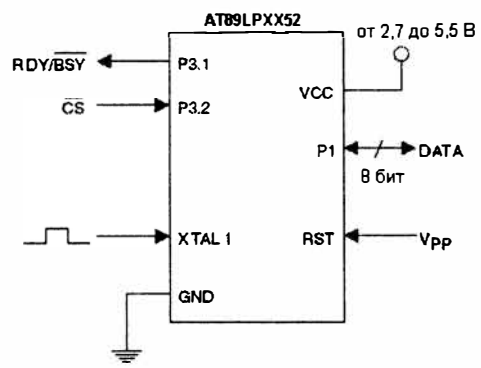 AT89LPXX52
от 2,7 до 5,5 В
RDY/BSY
P3.1
CS
P3.2
VCC
P1
DATA
8 бит
XTAL 1
RST
VPP
GND